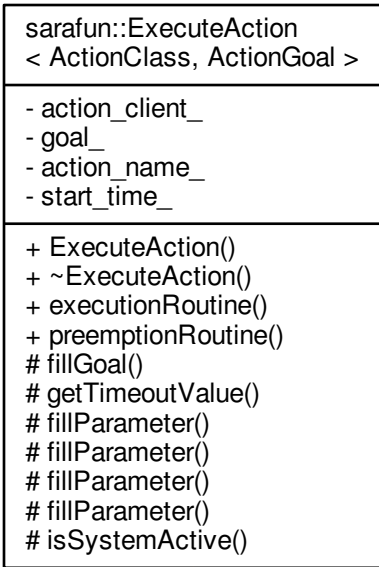 sarafun::ExecuteAction
< ActionClass, ActionGoal >
- action_client_
- goal_
- action_name_
- start_time_
+ ExecuteAction()
+ ~ExecuteAction()
+ executionRoutine()
+ preemptionRoutine()
# fillGoal()
# getTimeoutValue()
# fillParameter()
# fillParameter()
# fillParameter()
# fillParameter()
# isSystemActive()